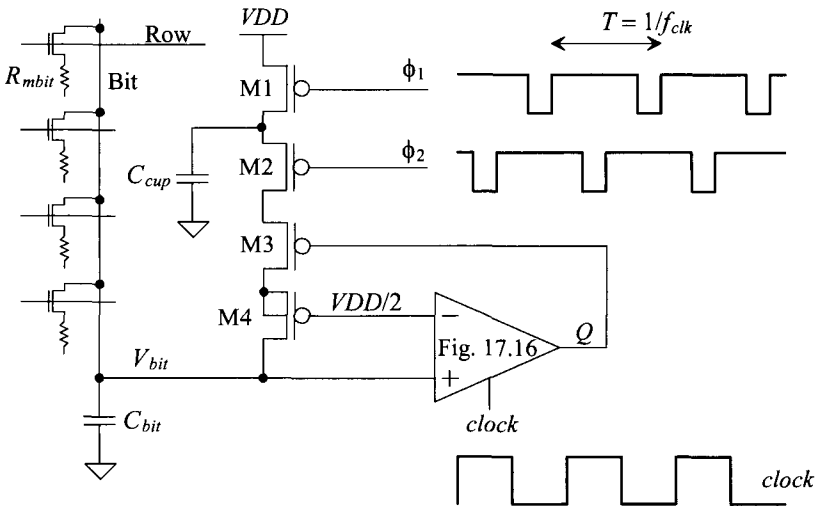 VDD
T = 1/f_clk
Row
R_mbit
Bit
M1
ϕ1
C_cup
M2
ϕ2
M3
M4
VDD/2
−
Fig. 17.16
Q
V_bit
+
C_bit
clock
clock